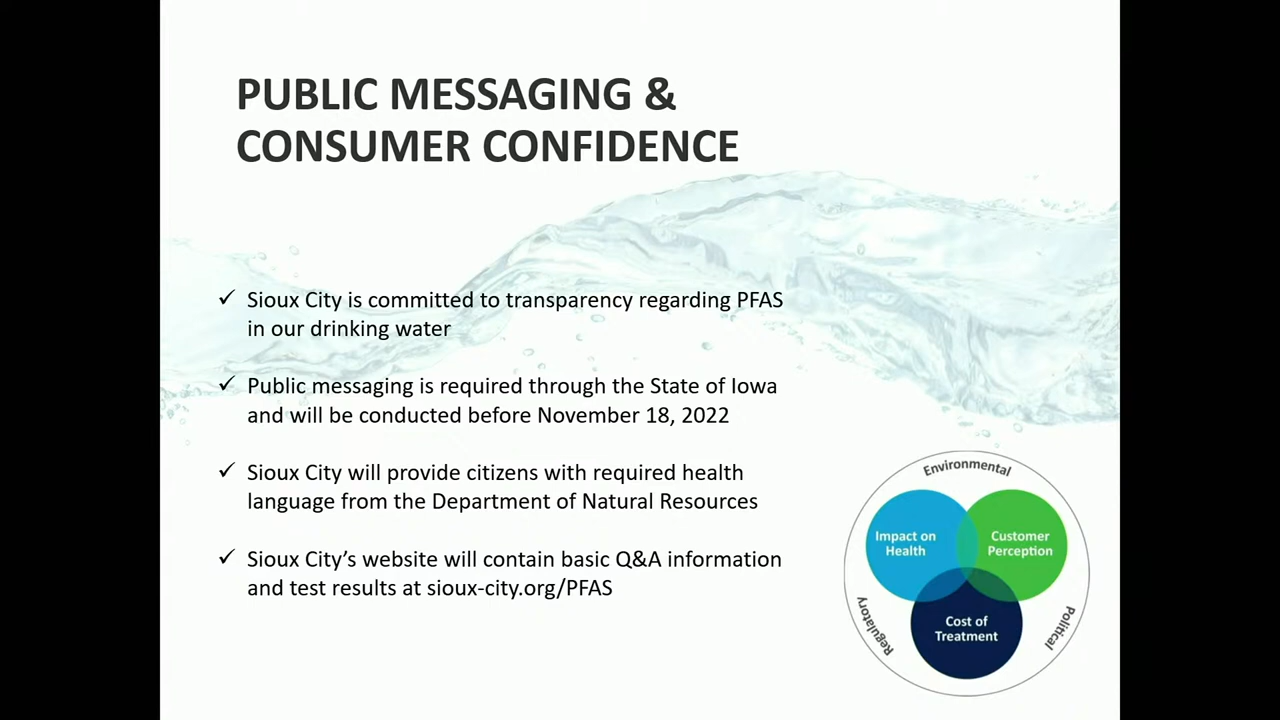 PUBLIC MESSAGING &
CONSUMER CONFIDENCE
✓ Sioux City is committed to transparency regarding PFAS
in our drinking water
✓ Public messaging is required through the State of Iowa
and will be conducted before November 18, 2022
✓ Sioux City will provide citizens with required health
language from the Department of Natural Resources
✓ Sioux City’s website will contain basic Q&A information
and test results at sioux-city.org/PFAS
Environmental
Impact on
Health
Customer
Perception
Cost of
Treatment
Regulatory
Political